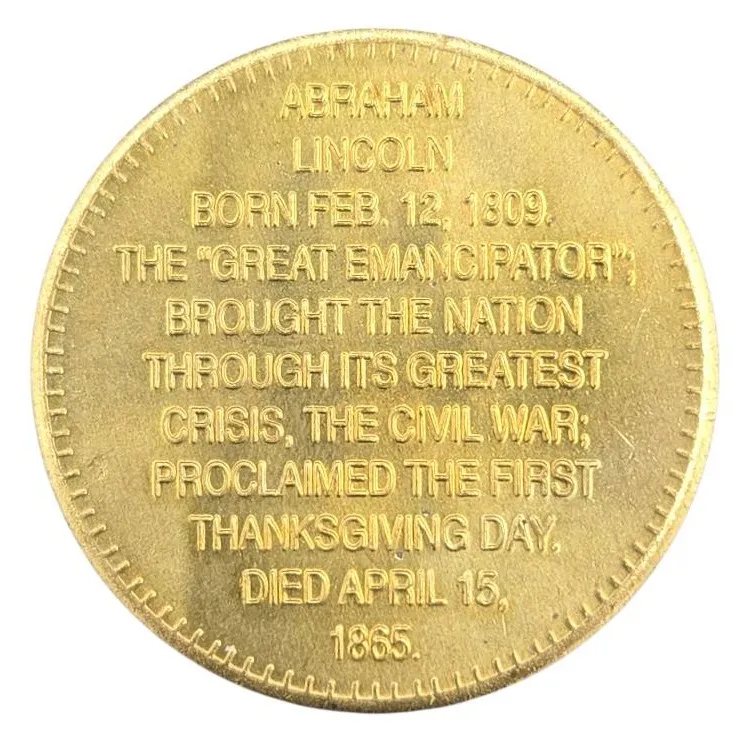 ABRAHAM
LINCOLN
BORN FEB. 12, 1809.
THE "GREAT EMANCIPATOR";
BROUGHT THE NATION
THROUGH ITS GREATEST
CRISIS, THE CIVIL WAR;
PROCLAIMED THE FIRST
THANKSGIVING DAY.
DIED APRIL 15,
1865.